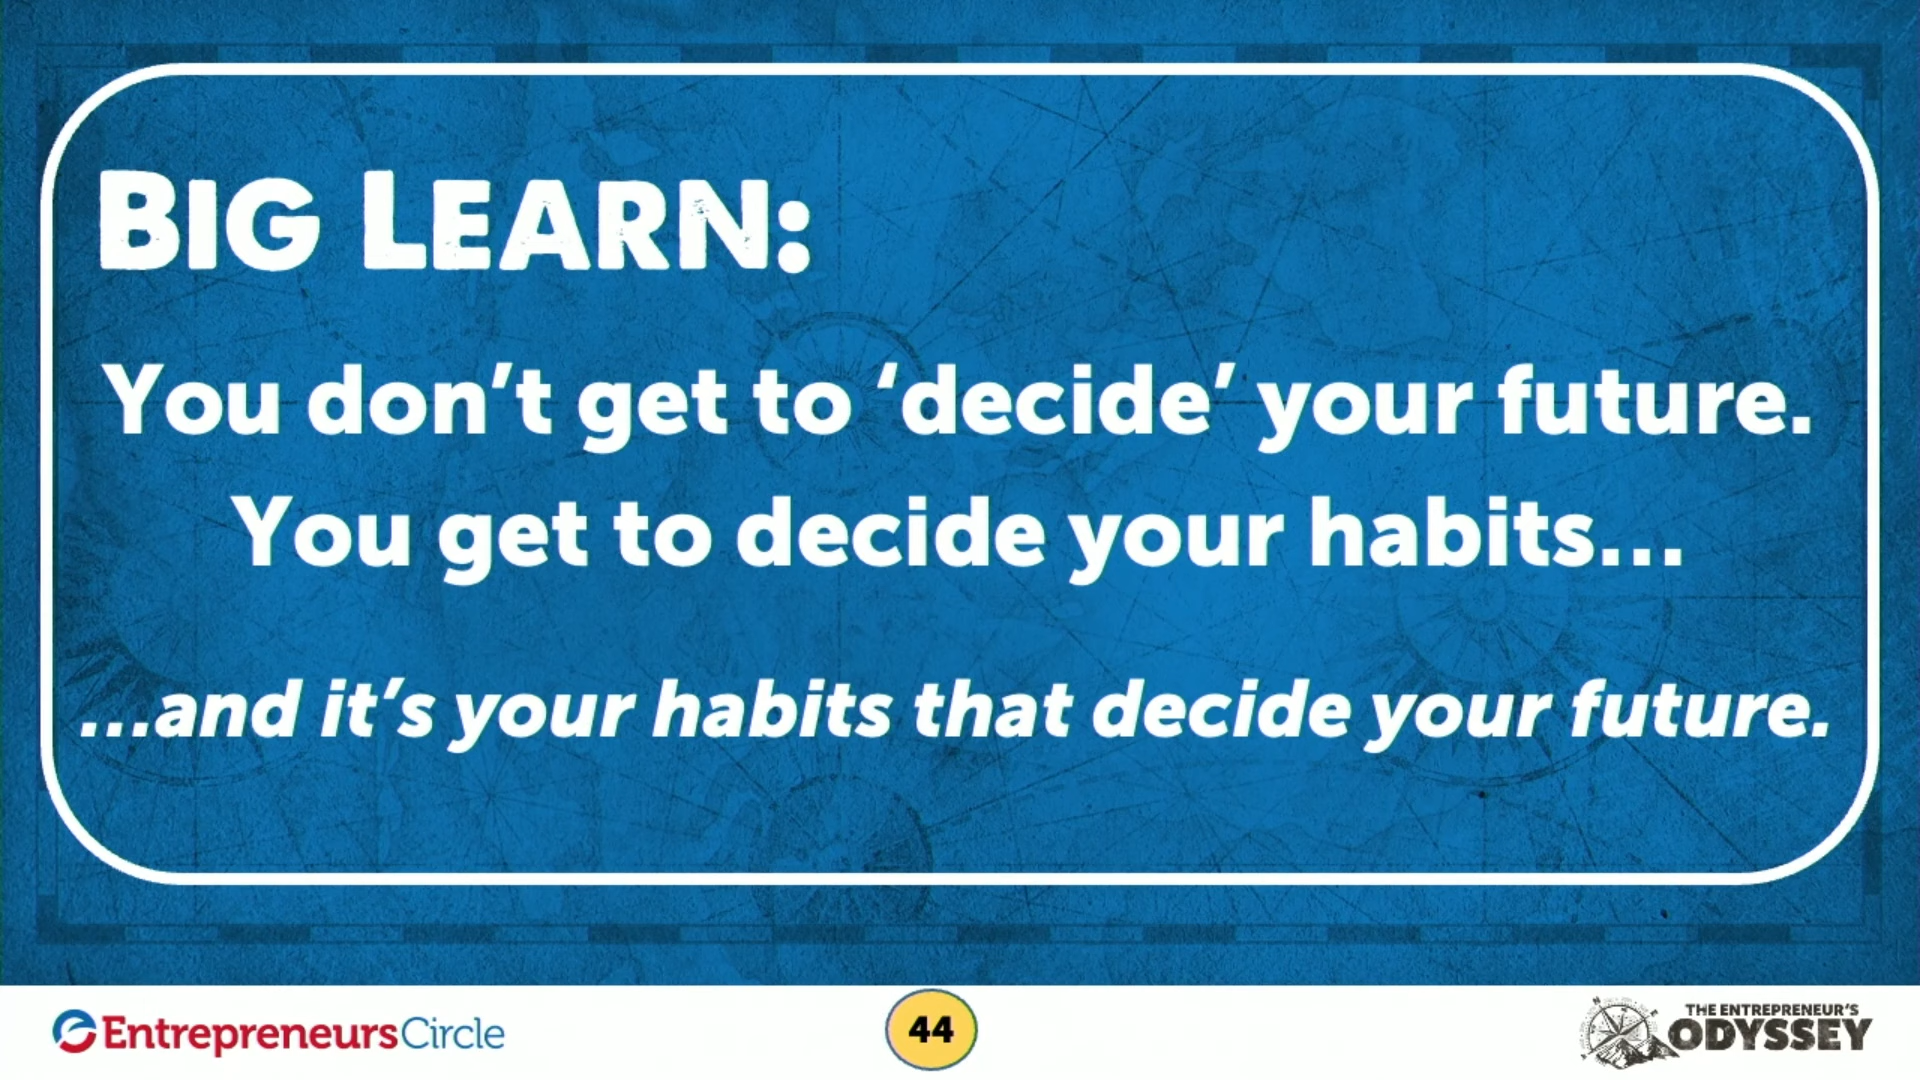 BIG LEARN:
You don’t get to ‘decide’ your future.
You get to decide your habits...
...and it’s your habits that decide your future.
EntrepreneursCircle
44
N
THE ENTREPRENEUR’S
ODYSSEY